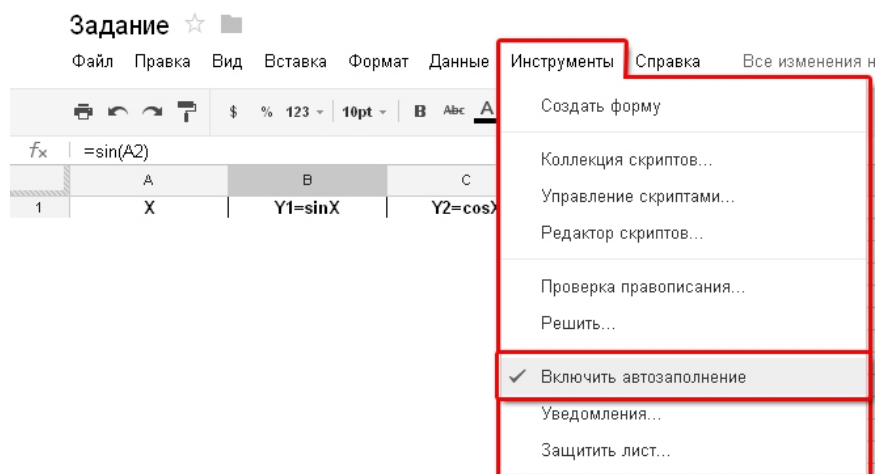 Задание
Файл Правка Вид Вставка Формат Данные Инструменты Справка Все изменения н
$ % 123 10pt B Abc A
fx =sin(A2)
A B C
1 X Y1=sinX Y2=cosX
Создать форму
Коллекция скриптов...
Управление скриптами...
Редактор скриптов...
Проверка правописания...
Решить...
Включить автозаполнение
Уведомления...
Защитить лист...